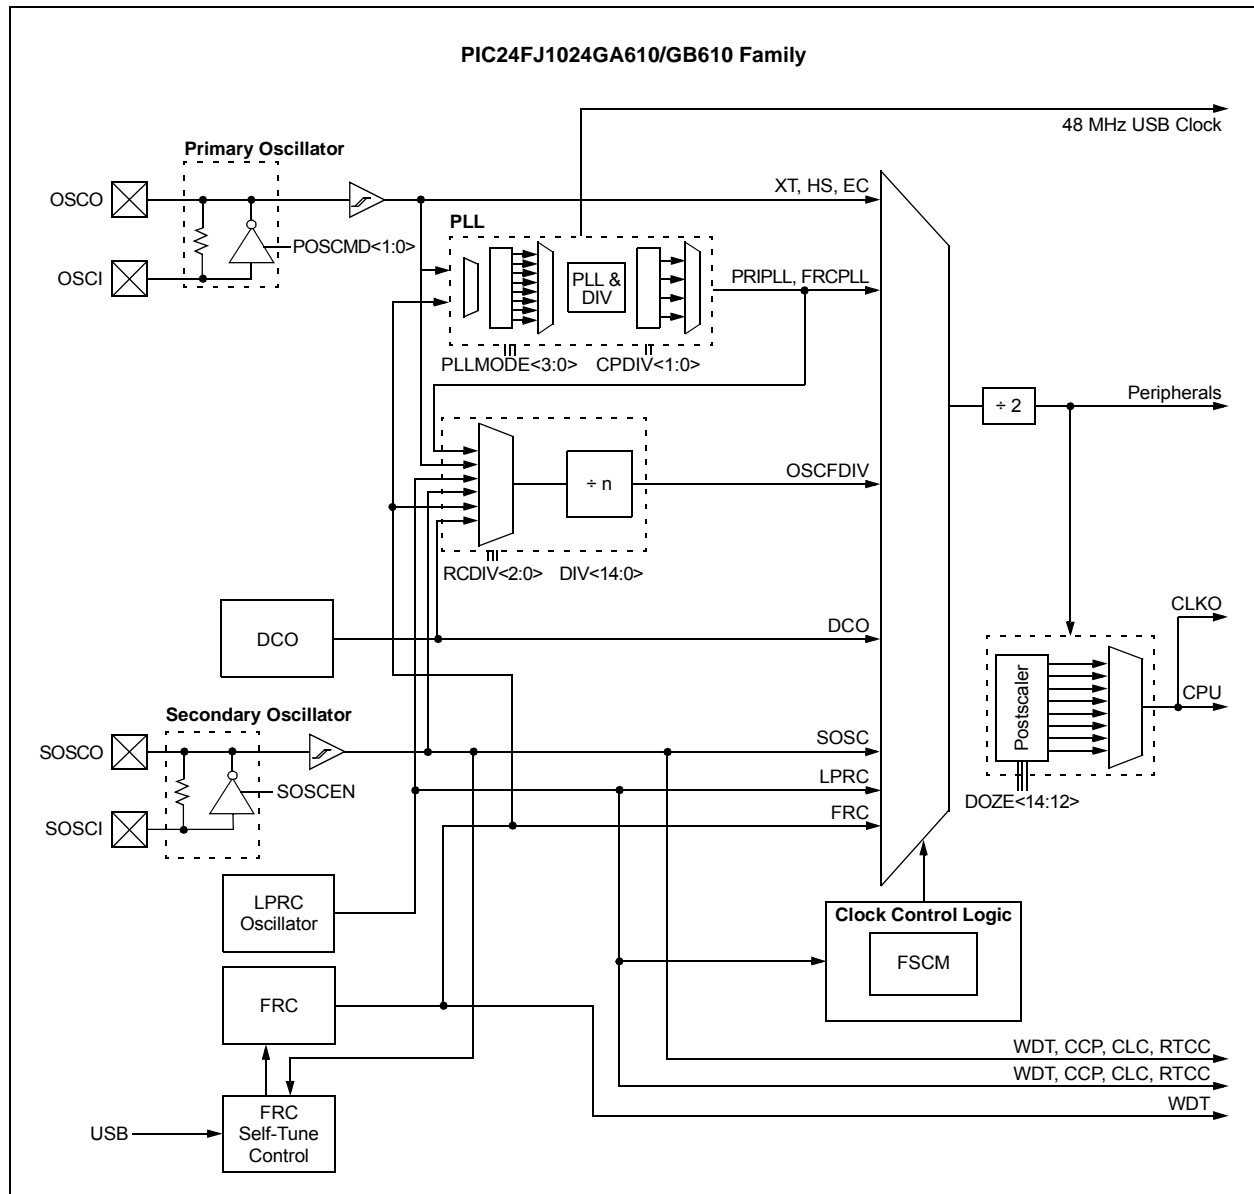 PIC24FJ1024GA610/GB610 Family
48 MHz USB Clock
Primary Oscillator
OSCO
XT, HS, EC
POSCMD<1:0>
OSCI
PLL
PLL &
DIV
PRIPLL, FRCPLL
PLLMODE<3:0>
CPDIV<1:0>
÷ 2
Peripherals
÷ n
OSCFDIV
RCDIV<2:0>
DIV<14:0>
DCO
DCO
CLKO
Postscaler
CPU
DOZE<14:12>
Secondary Oscillator
SOSCO
SOSC
SOSCEN
LPRC
SOSCI
FRC
LPRC
Oscillator
Clock Control Logic
FSCM
FRC
WDT, CCP, CLC, RTCC
WDT, CCP, CLC, RTCC
WDT
USB
FRC
Self-Tune
Control